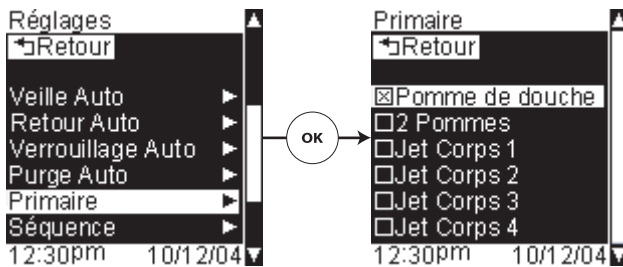 Réglages
Retour
Veille Auto
Retour Auto
Verrouillage Auto
Purge Auto
Primaire
Séquence
12:30pm 10/12/04
OK
Primaire
Retour
Pomme de douche
2 Pommes
Jet Corps 1
Jet Corps 2
Jet Corps 3
Jet Corps 4
12:30pm 10/12/04